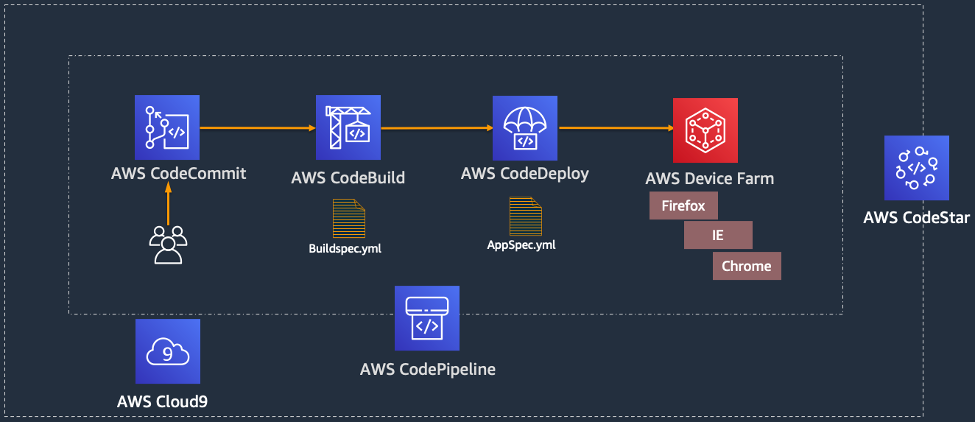 AWS CodeCommit
AWS CodeBuild
AWS CodeDeploy
AWS Device Farm
Firefox
IE
Chrome
Buildspec.yml
AppSpec.yml
AWS CodeStar
AWS CodePipeline
9
AWS Cloud9